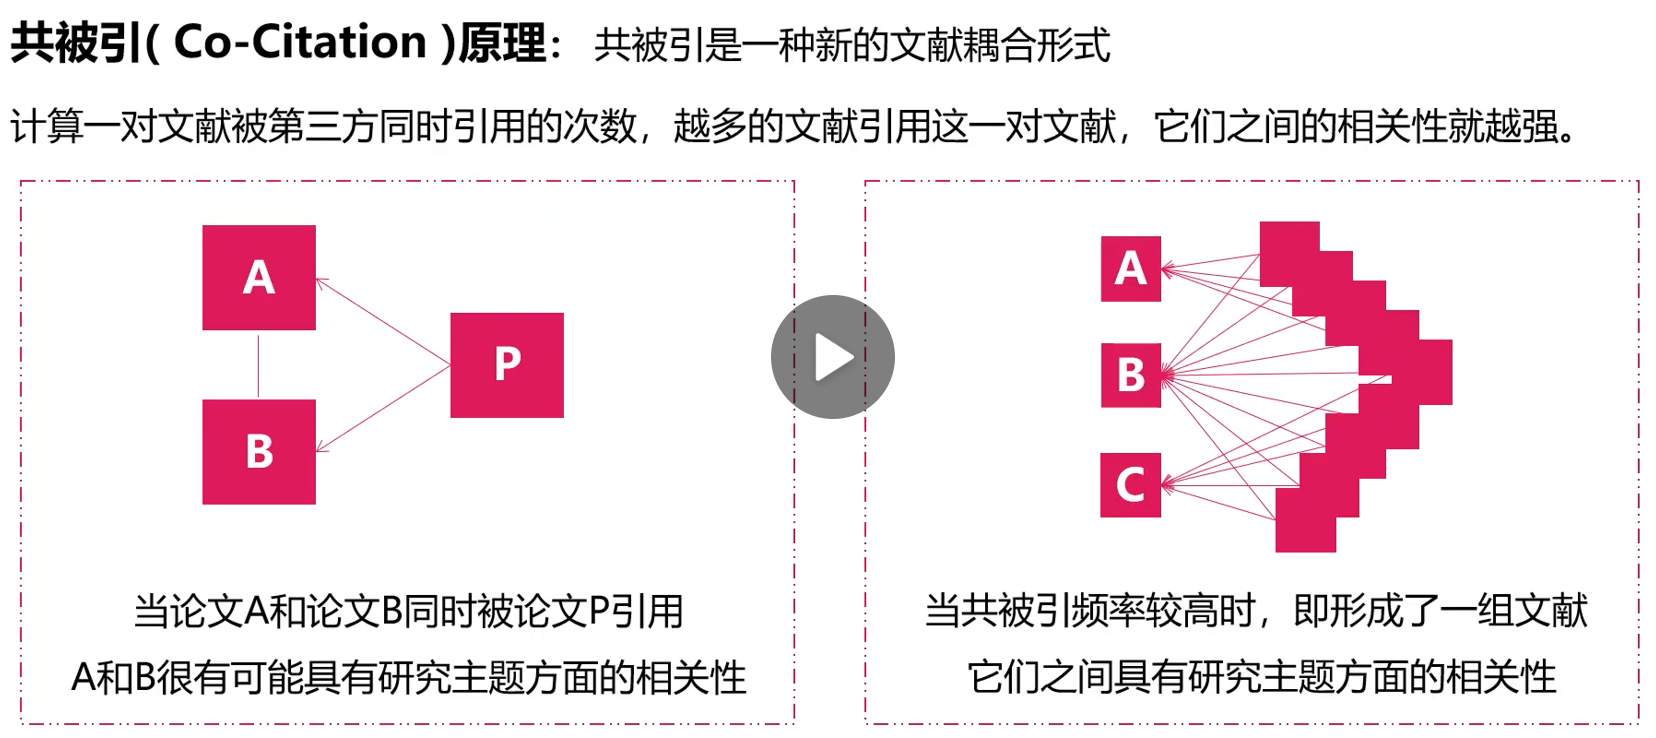 共被引( Co-Citation )原理： 共被引是一种新的文献耦合形式
计算一对文献被第三方同时引用的次数，越多的文献引用这一对文献，它们之间的相关性就越强。
A
B
P
A
B
C
当论文A和论文B同时被论文P引用
A和B很有可能具有研究主题方面的相关性
当共被引频率较高时，即形成了一组文献
它们之间具有研究主题方面的相关性